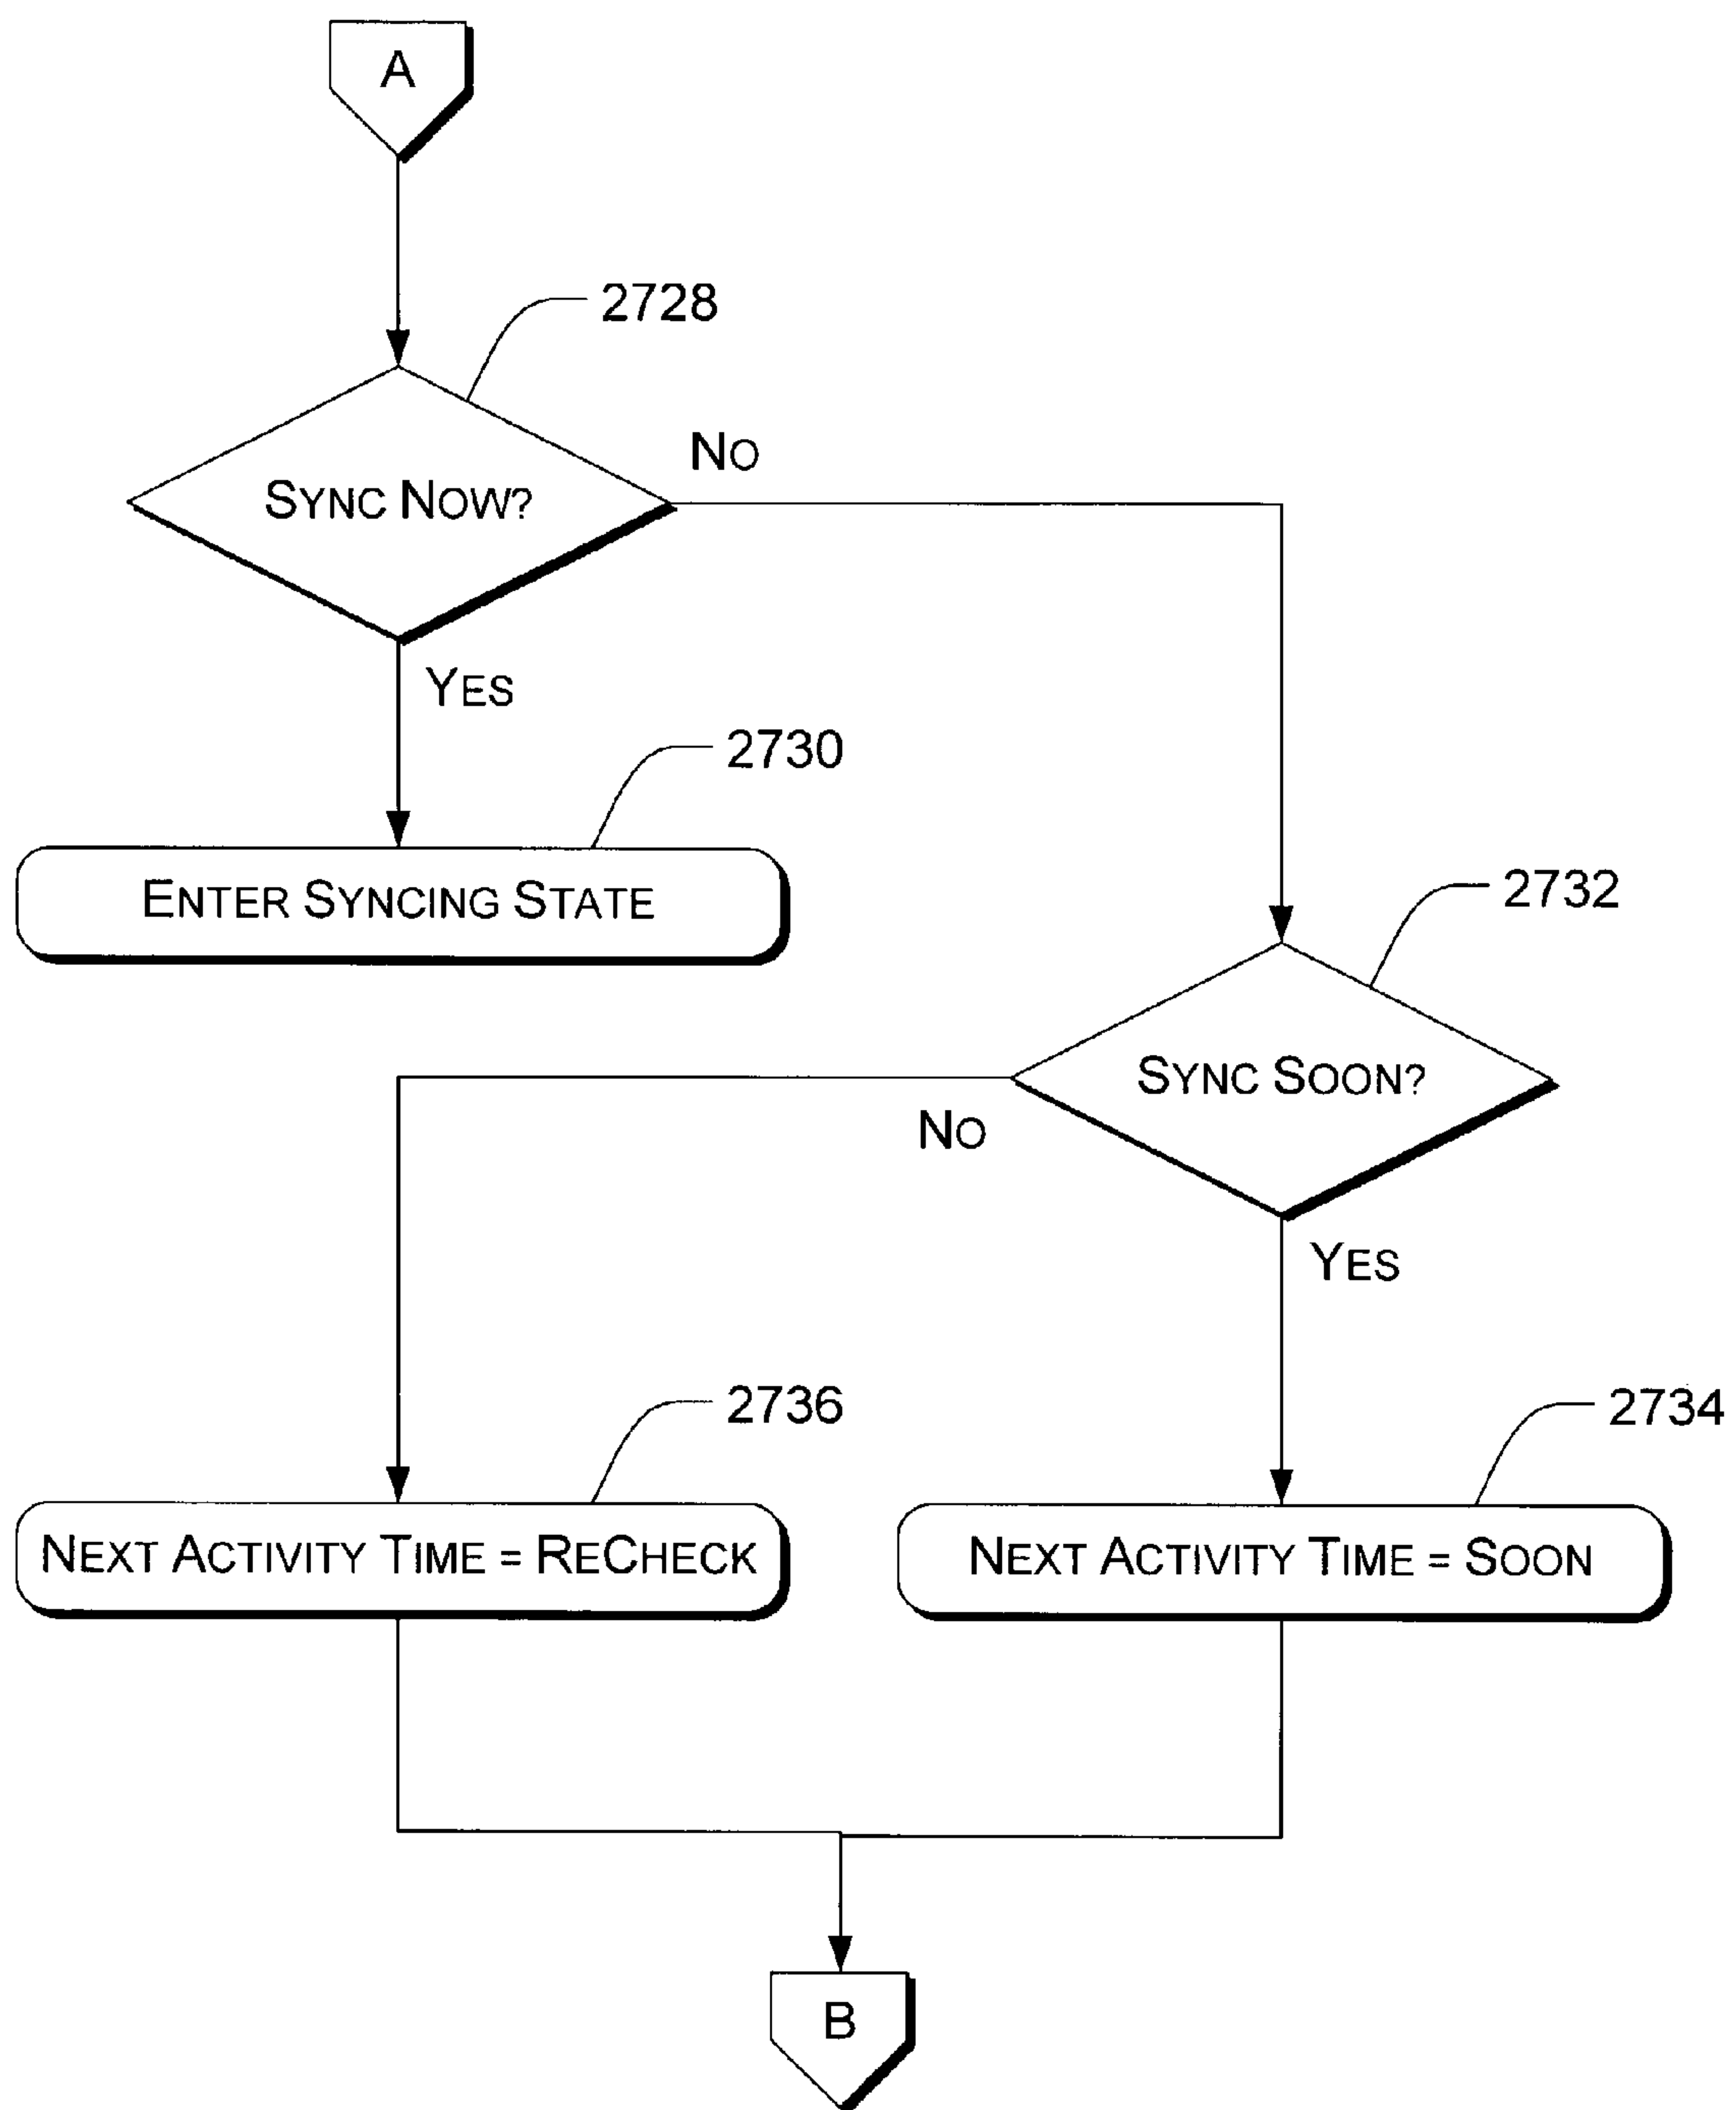 A
2728
NO
SYNC NOW?
YES
2730
ENTER SYNCING STATE
2732
SYNC SOON?
NO
YES
2736
2734
NEXT ACTIVITY TIME = RECHECK
NEXT ACTIVITY TIME = SOON
B